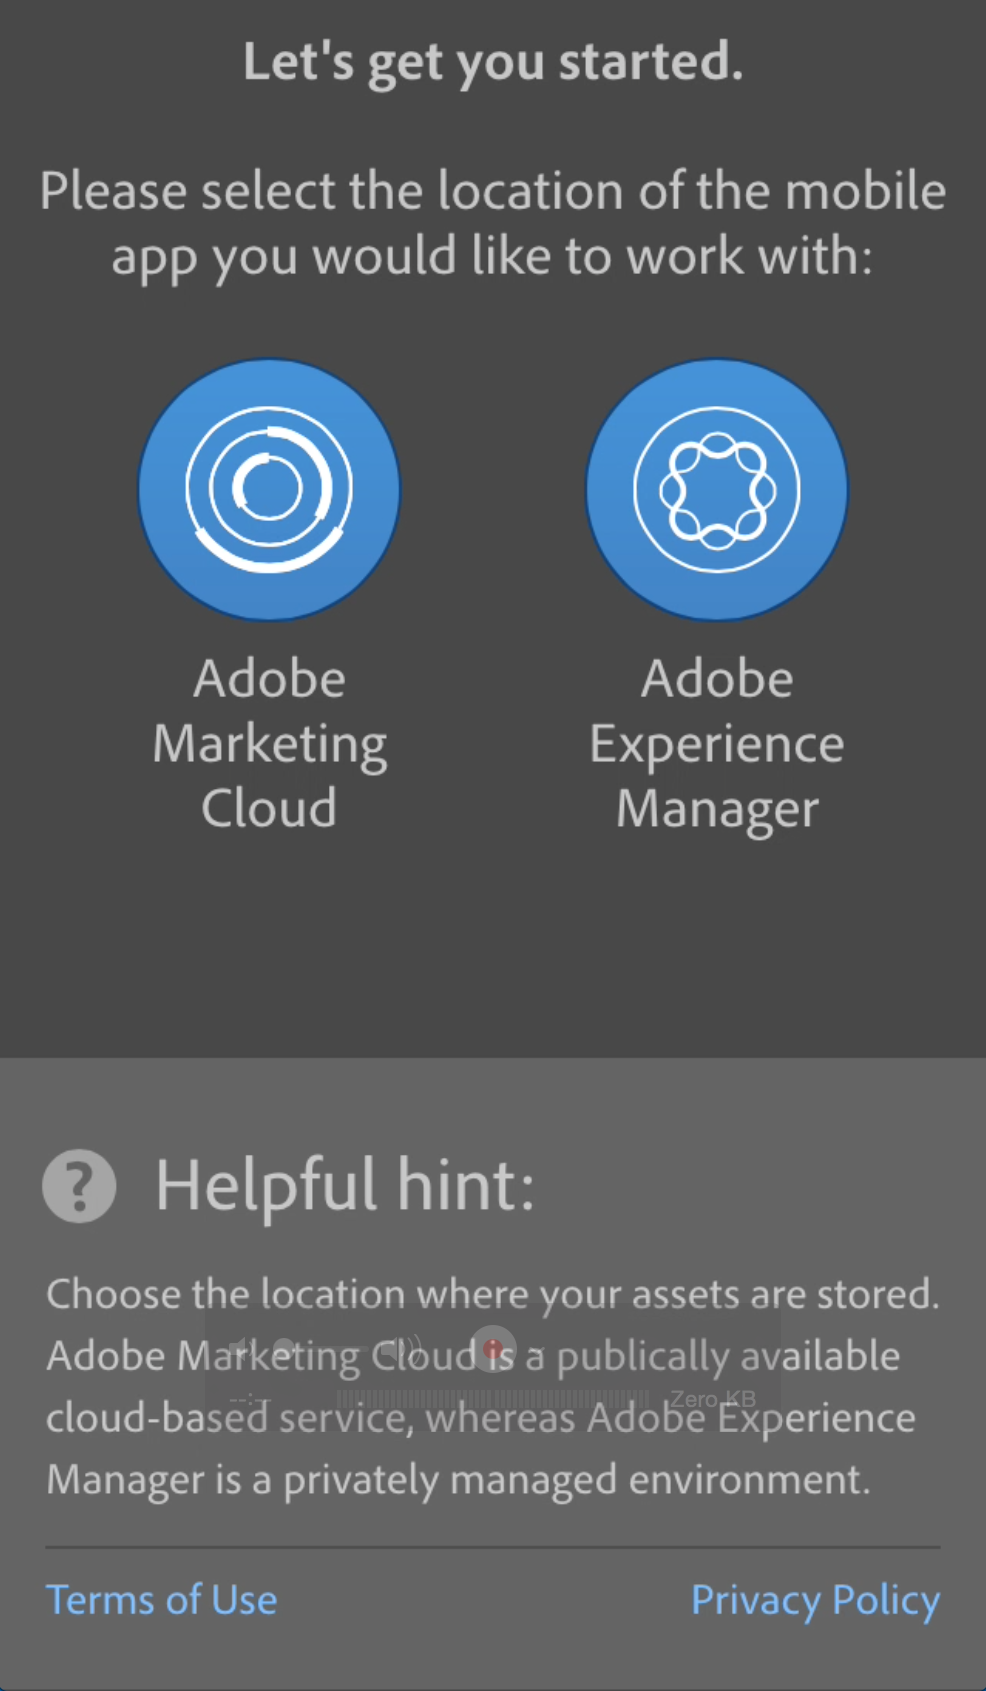 Let's get you started.
Please select the location of the mobile
app you would like to work with:
Adobe
Marketing
Cloud
Adobe
Experience
Manager
? Helpful hint:
Choose the location where your assets are stored.
Adobe Marketing Cloud is a publically available
cloud-based service, whereas Adobe Experience
Manager is a privately managed environment.
--:-- Zero KB
Terms of Use
Privacy Policy